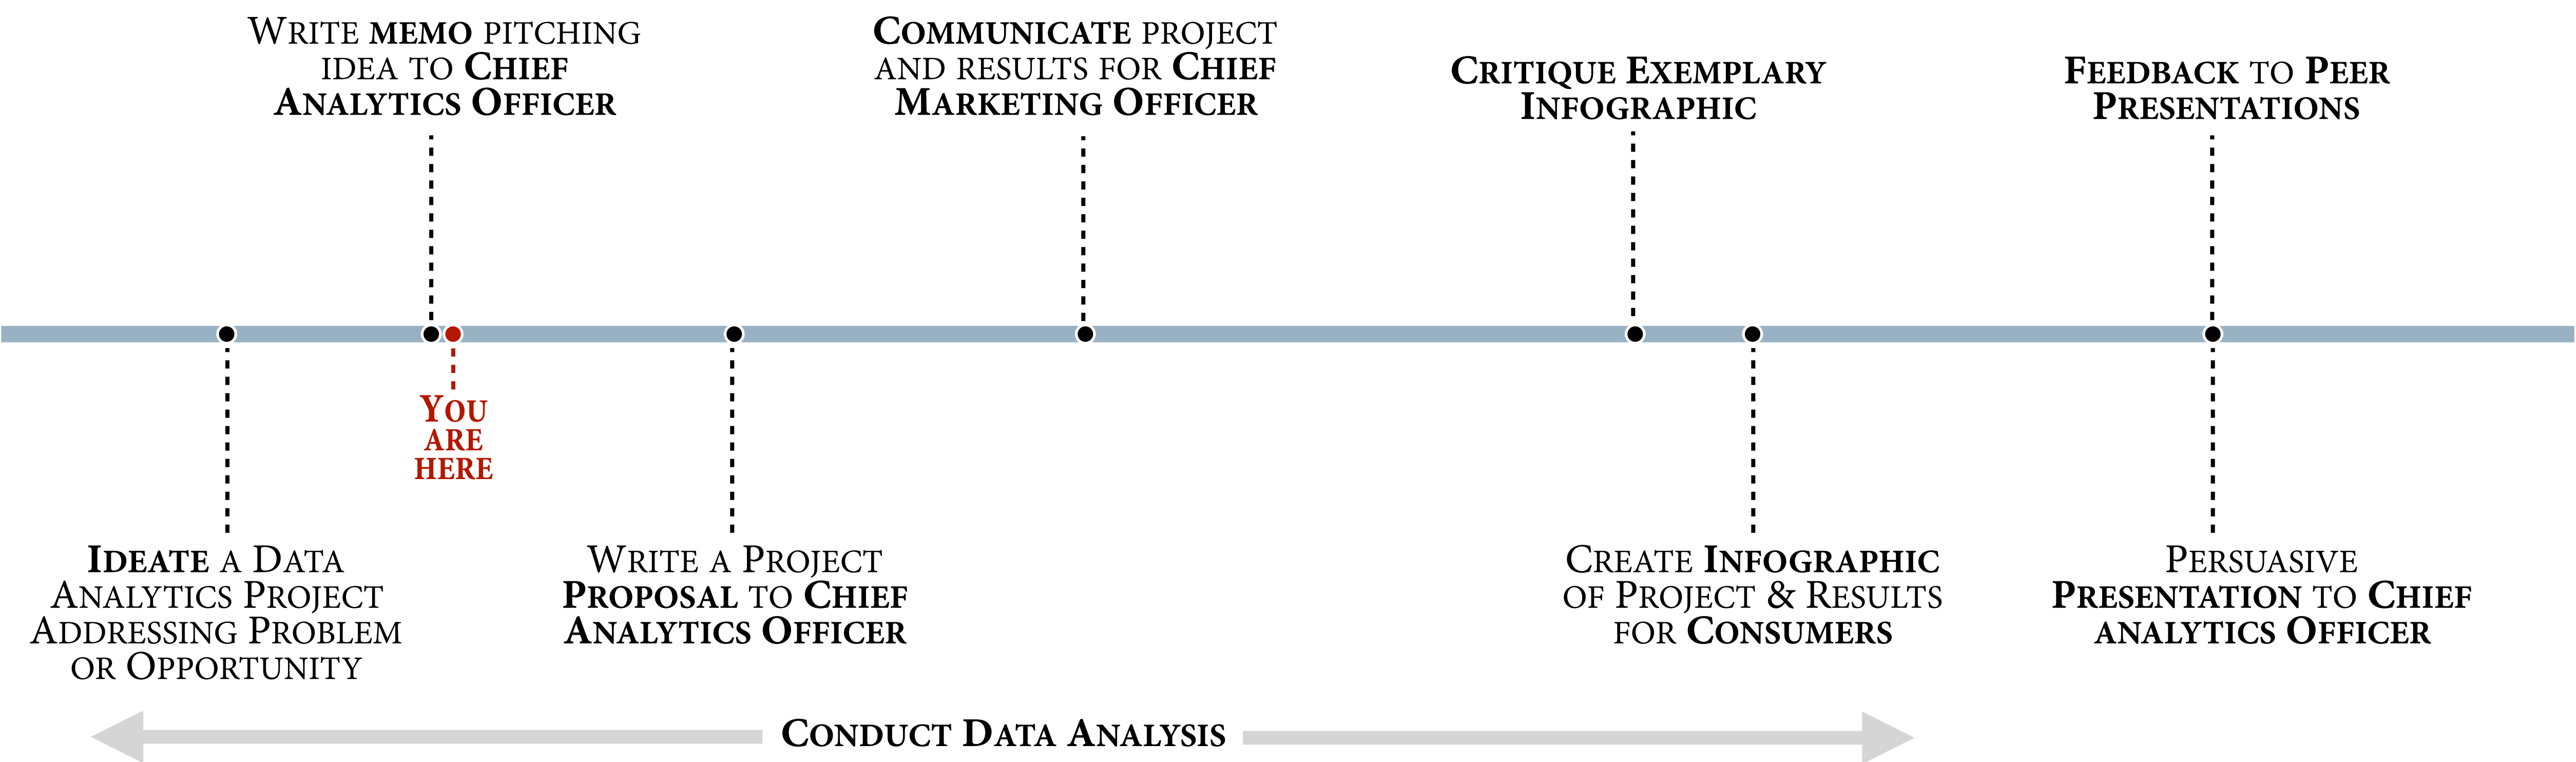 Write memo pitching
idea to Chief
Analytics Officer
Communicate project
and results for Chief
Marketing Officer
Critique Exemplary
Infographic
Feedback to Peer
Presentations
You
are
here
Ideate a Data
Analytics Project
Addressing Problem
or Opportunity
Write a Project
Proposal to Chief
Analytics Officer
Create Infographic
of Project & Results
for Consumers
Persuasive
Presentation to Chief
analytics Officer
Conduct Data Analysis